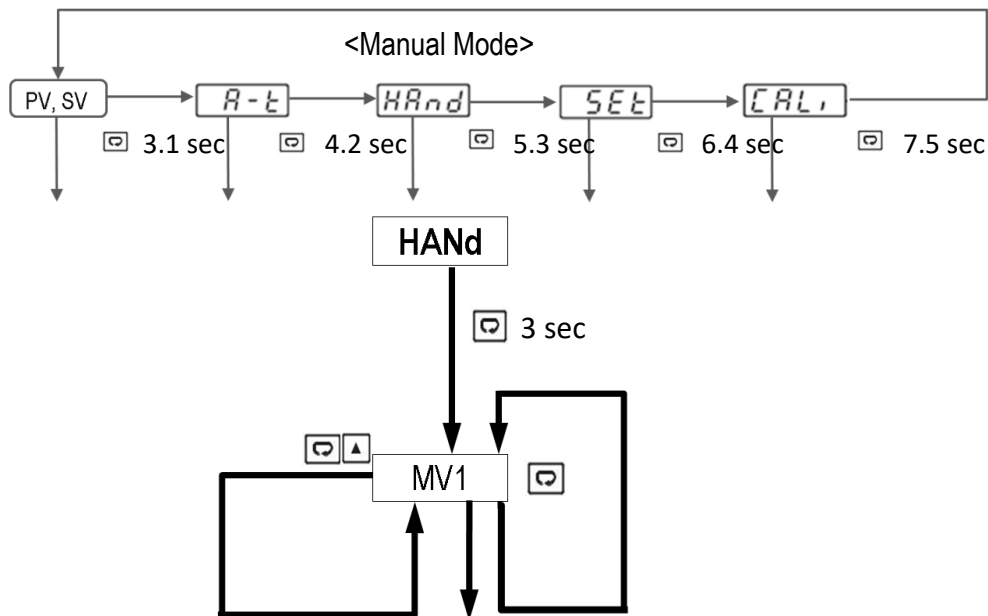 <Manual Mode>
PV, SV A-t HAnd SEt CALi
3.1 sec 4.2 sec 5.3 sec 6.4 sec 7.5 sec
HANd
3 sec
MV1